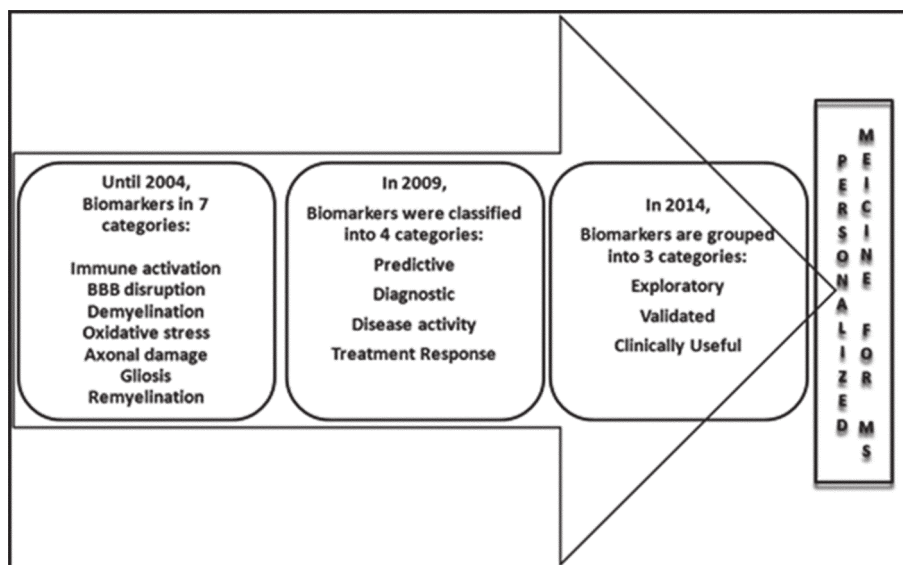 Until 2004,
Biomarkers in 7
categories:
Immune activation
BBB disruption
Demyelination
Oxidative stress
Axonal damage
Gliosis
Remyelination
In 2009,
Biomarkers were classified
into 4 categories:
Predictive
Diagnostic
Disease activity
Treatment Response
In 2014,
Biomarkers are grouped
into 3 categories:
Exploratory
Validated
Clinically Useful
PERSONALIZED
MEICINE FOR MS